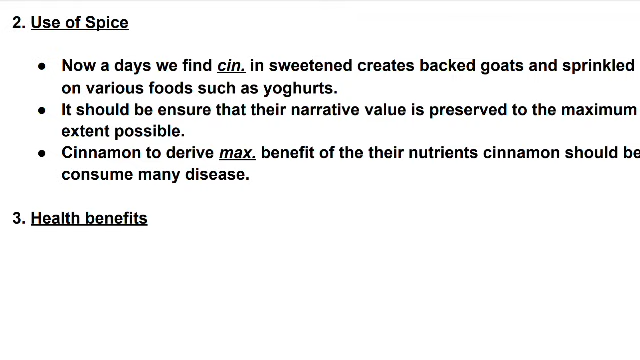 2. Use of Spice
● Now a days we find cin. in sweetened creates backed goats and sprinkled
on various foods such as yoghurts.
● It should be ensure that their narrative value is preserved to the maximum
extent possible.
● Cinnamon to derive max. benefit of the their nutrients cinnamon should be
consume many disease.
3. Health benefits